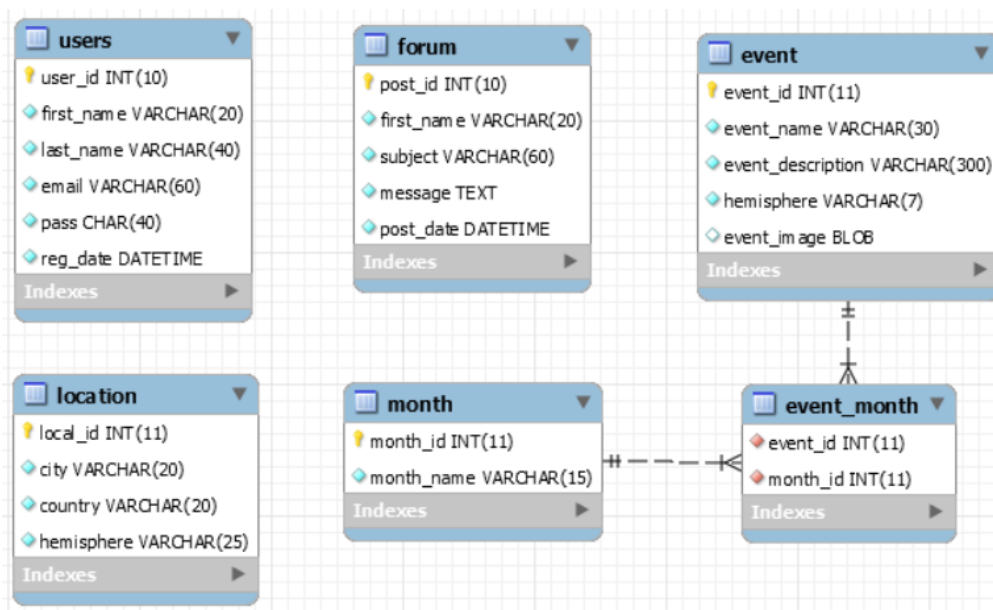 users
user_id INT(10)
first_name VARCHAR(20)
last_name VARCHAR(40)
email VARCHAR(60)
pass CHAR(40)
reg_date DATETIME
Indexes
forum
post_id INT(10)
first_name VARCHAR(20)
subject VARCHAR(60)
message TEXT
post_date DATETIME
Indexes
event
event_id INT(11)
event_name VARCHAR(30)
event_description VARCHAR(300)
hemisphere VARCHAR(7)
event_image BLOB
Indexes
location
local_id INT(11)
city VARCHAR(20)
country VARCHAR(20)
hemisphere VARCHAR(25)
Indexes
month
month_id INT(11)
month_name VARCHAR(15)
Indexes
event_month
event_id INT(11)
month_id INT(11)
Indexes